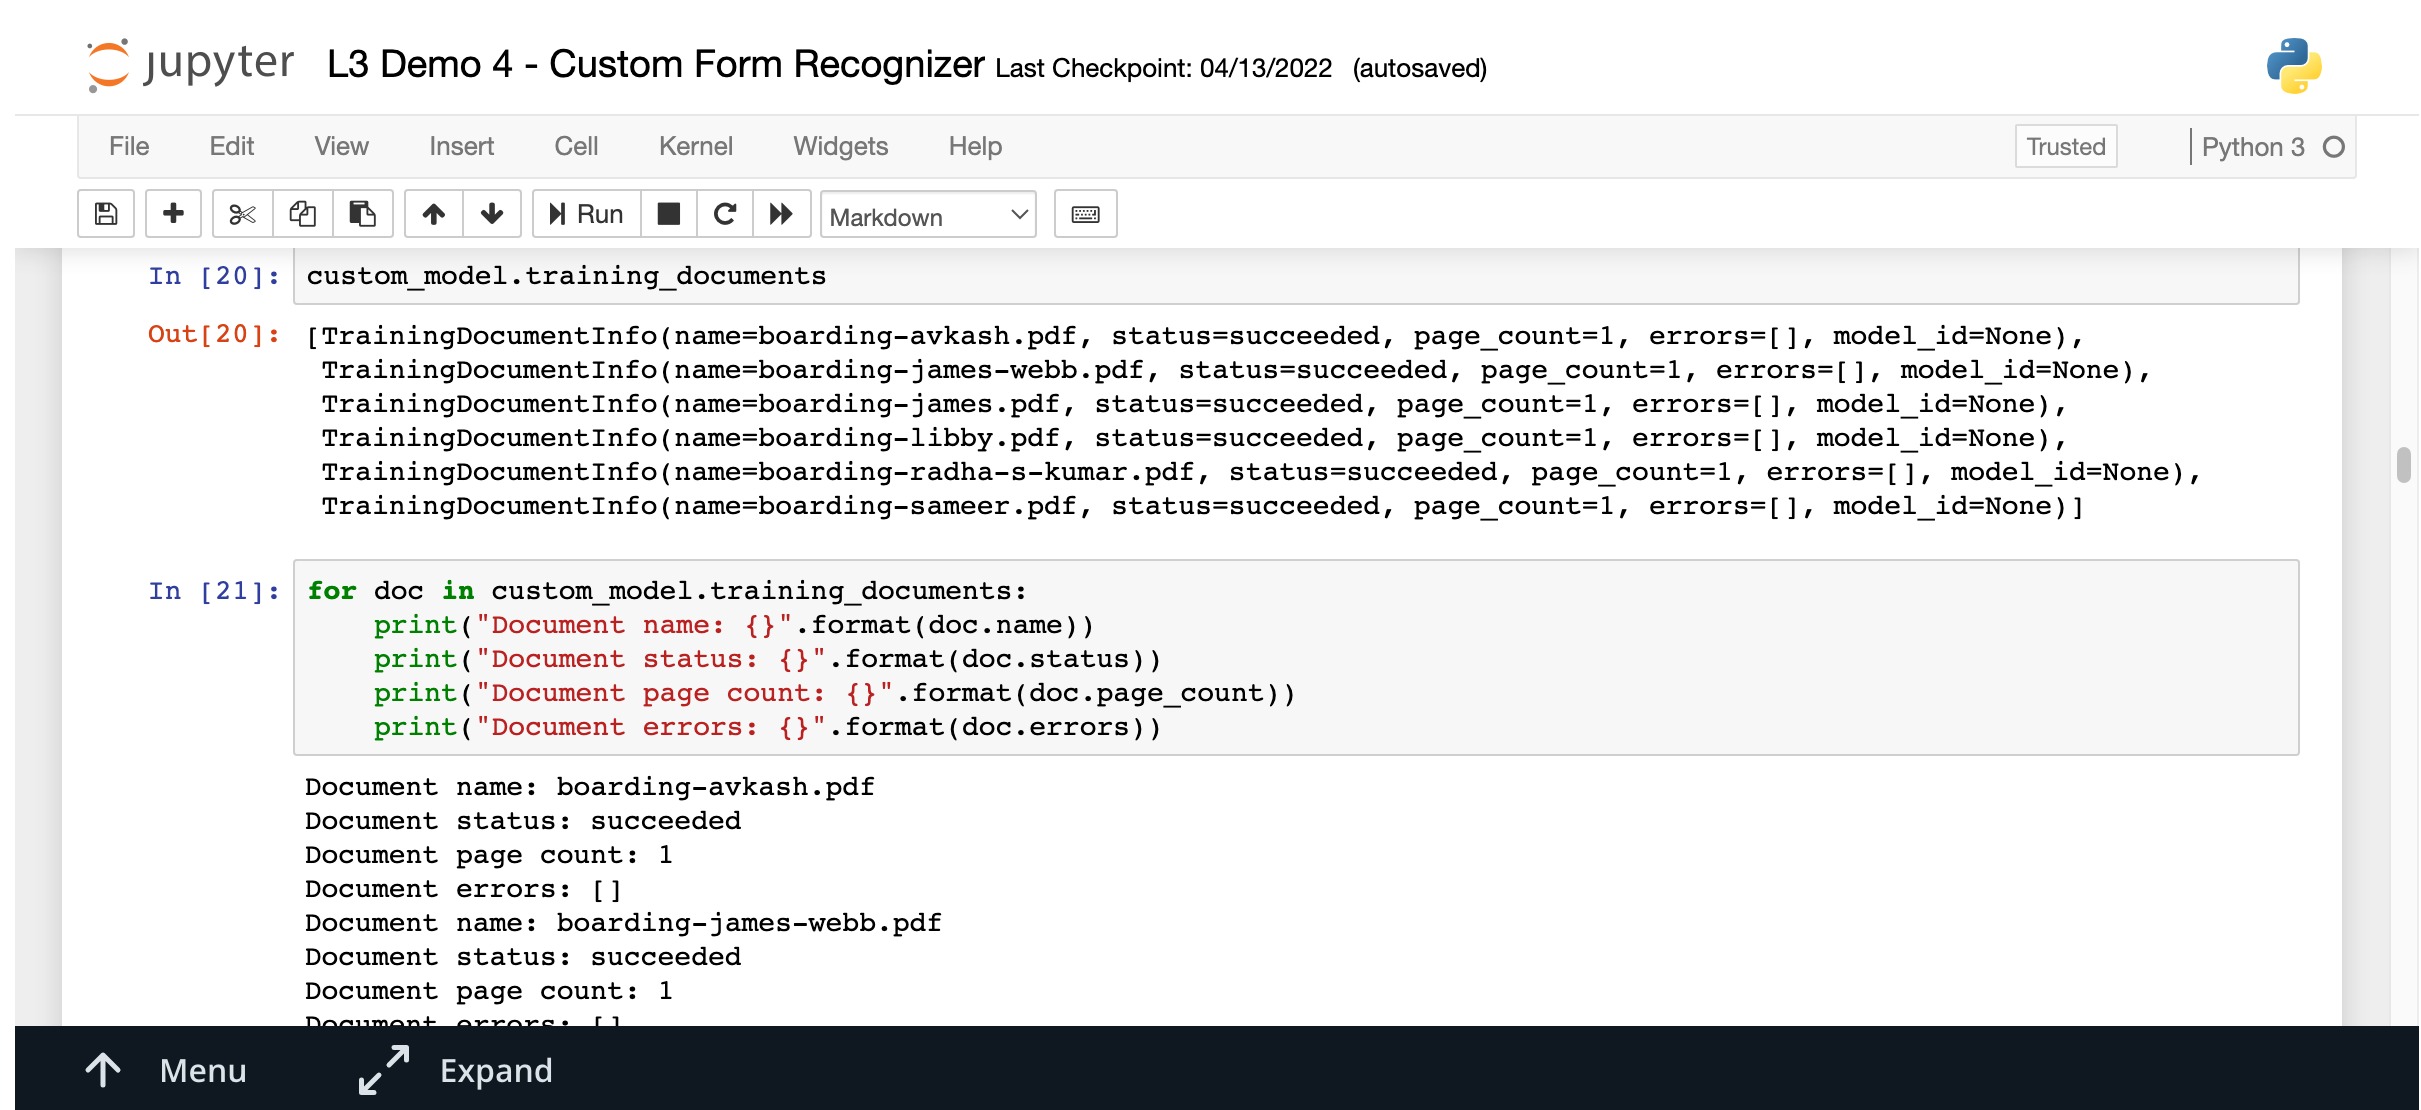 jupyter L3 Demo 4 - Custom Form Recognizer Last Checkpoint: 04/13/2022 (autosaved)
File Edit View Insert Cell Kernel Widgets Help Trusted Python 3
Run Markdown
In [20]: custom_model.training_documents
Out[20]: [TrainingDocumentInfo(name=boarding-avkash.pdf, status=succeeded, page_count=1, errors=[], model_id=None),
TrainingDocumentInfo(name=boarding-james-webb.pdf, status=succeeded, page_count=1, errors=[], model_id=None),
TrainingDocumentInfo(name=boarding-james.pdf, status=succeeded, page_count=1, errors=[], model_id=None),
TrainingDocumentInfo(name=boarding-libby.pdf, status=succeeded, page_count=1, errors=[], model_id=None),
TrainingDocumentInfo(name=boarding-radha-s-kumar.pdf, status=succeeded, page_count=1, errors=[], model_id=None),
TrainingDocumentInfo(name=boarding-sameer.pdf, status=succeeded, page_count=1, errors=[], model_id=None)]
In [21]: for doc in custom_model.training_documents:
print("Document name: {}".format(doc.name))
print("Document status: {}".format(doc.status))
print("Document page count: {}".format(doc.page_count))
print("Document errors: {}".format(doc.errors))
Document name: boarding-avkash.pdf
Document status: succeeded
Document page count: 1
Document errors: []
Document name: boarding-james-webb.pdf
Document status: succeeded
Document page count: 1
Document errors: []
Menu Expand